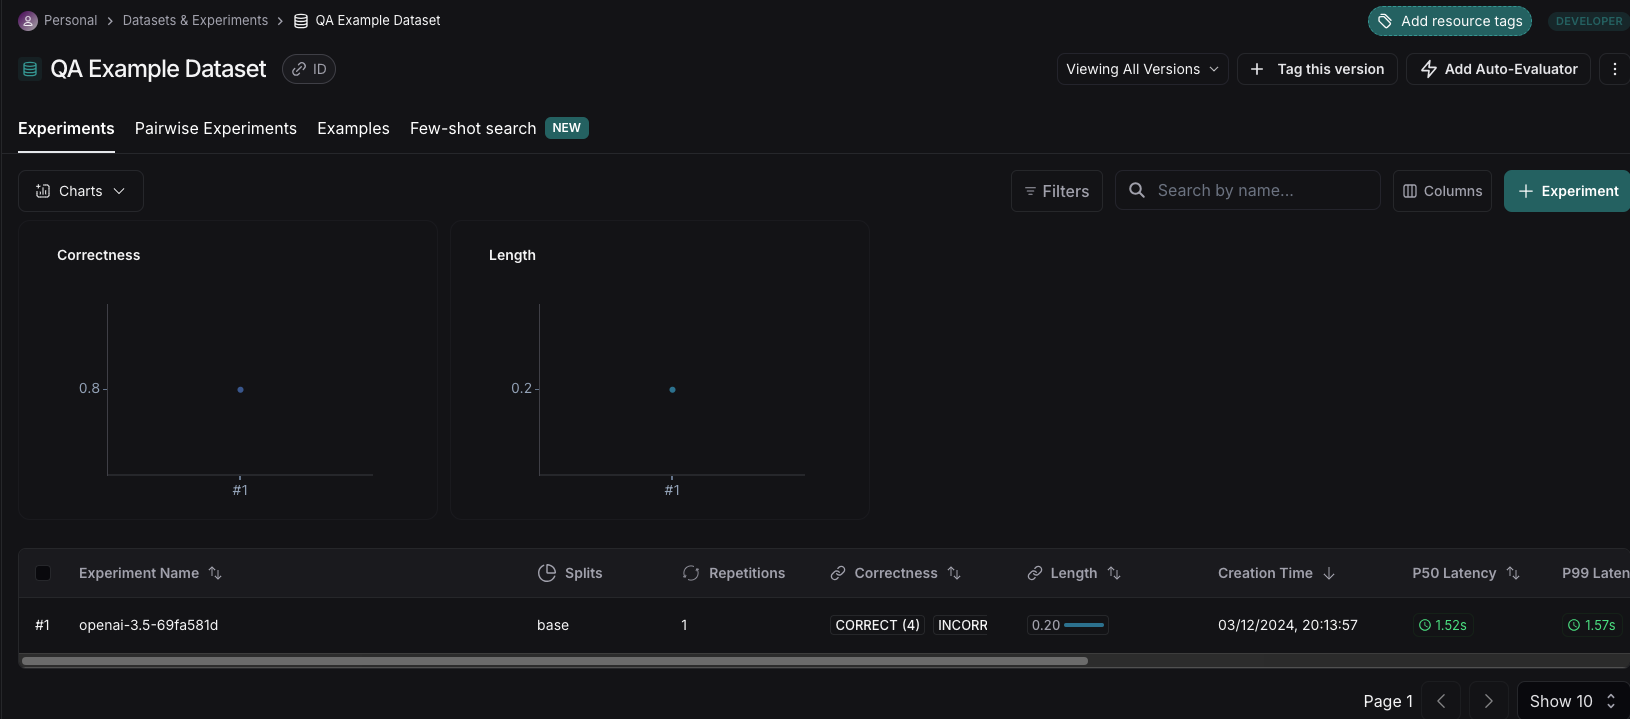 Personal > Datasets & Experiments > QA Example Dataset
Add resource tags
DEVELOPER
QA Example Dataset
ID
Viewing All Versions
+ Tag this version
Add Auto-Evaluator
Experiments
Pairwise Experiments
Examples
Few-shot search
NEW
Charts
Filters
Search by name...
Columns
+ Experiment
Correctness
0.8
#1
Length
0.2
#1
Experiment Name
Splits
Repetitions
Correctness
Length
Creation Time
P50 Latency
P99 Laten
#1
openai-3.5-69fa581d
base
1
CORRECT (4)
INCORR
0.20
03/12/2024, 20:13:57
1.52s
1.57s
Page 1
Show 10